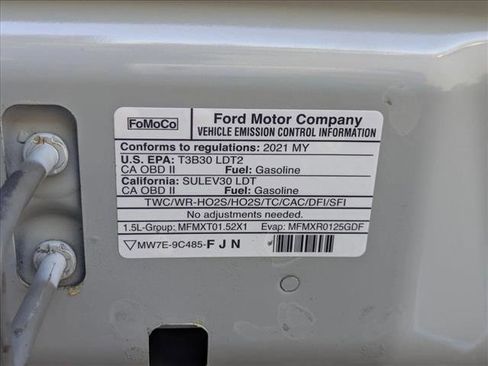 FoMoCo
Ford Motor Company
VEHICLE EMISSION CONTROL INFORMATION
Conforms to regulations: 2021 MY
U.S. EPA: T3B30 LDT2
CA OBD II Fuel: Gasoline
California: SULEV30 LDT
CA OBD II Fuel: Gasoline
TWC/WR-HO2S/HO2S/TC/CAC/DFI/SFI
No adjustments needed.
1.5L-Group: MFMXT01.52X1 Evap: MFMXR0125GDF
MW7E-9C485-F J N